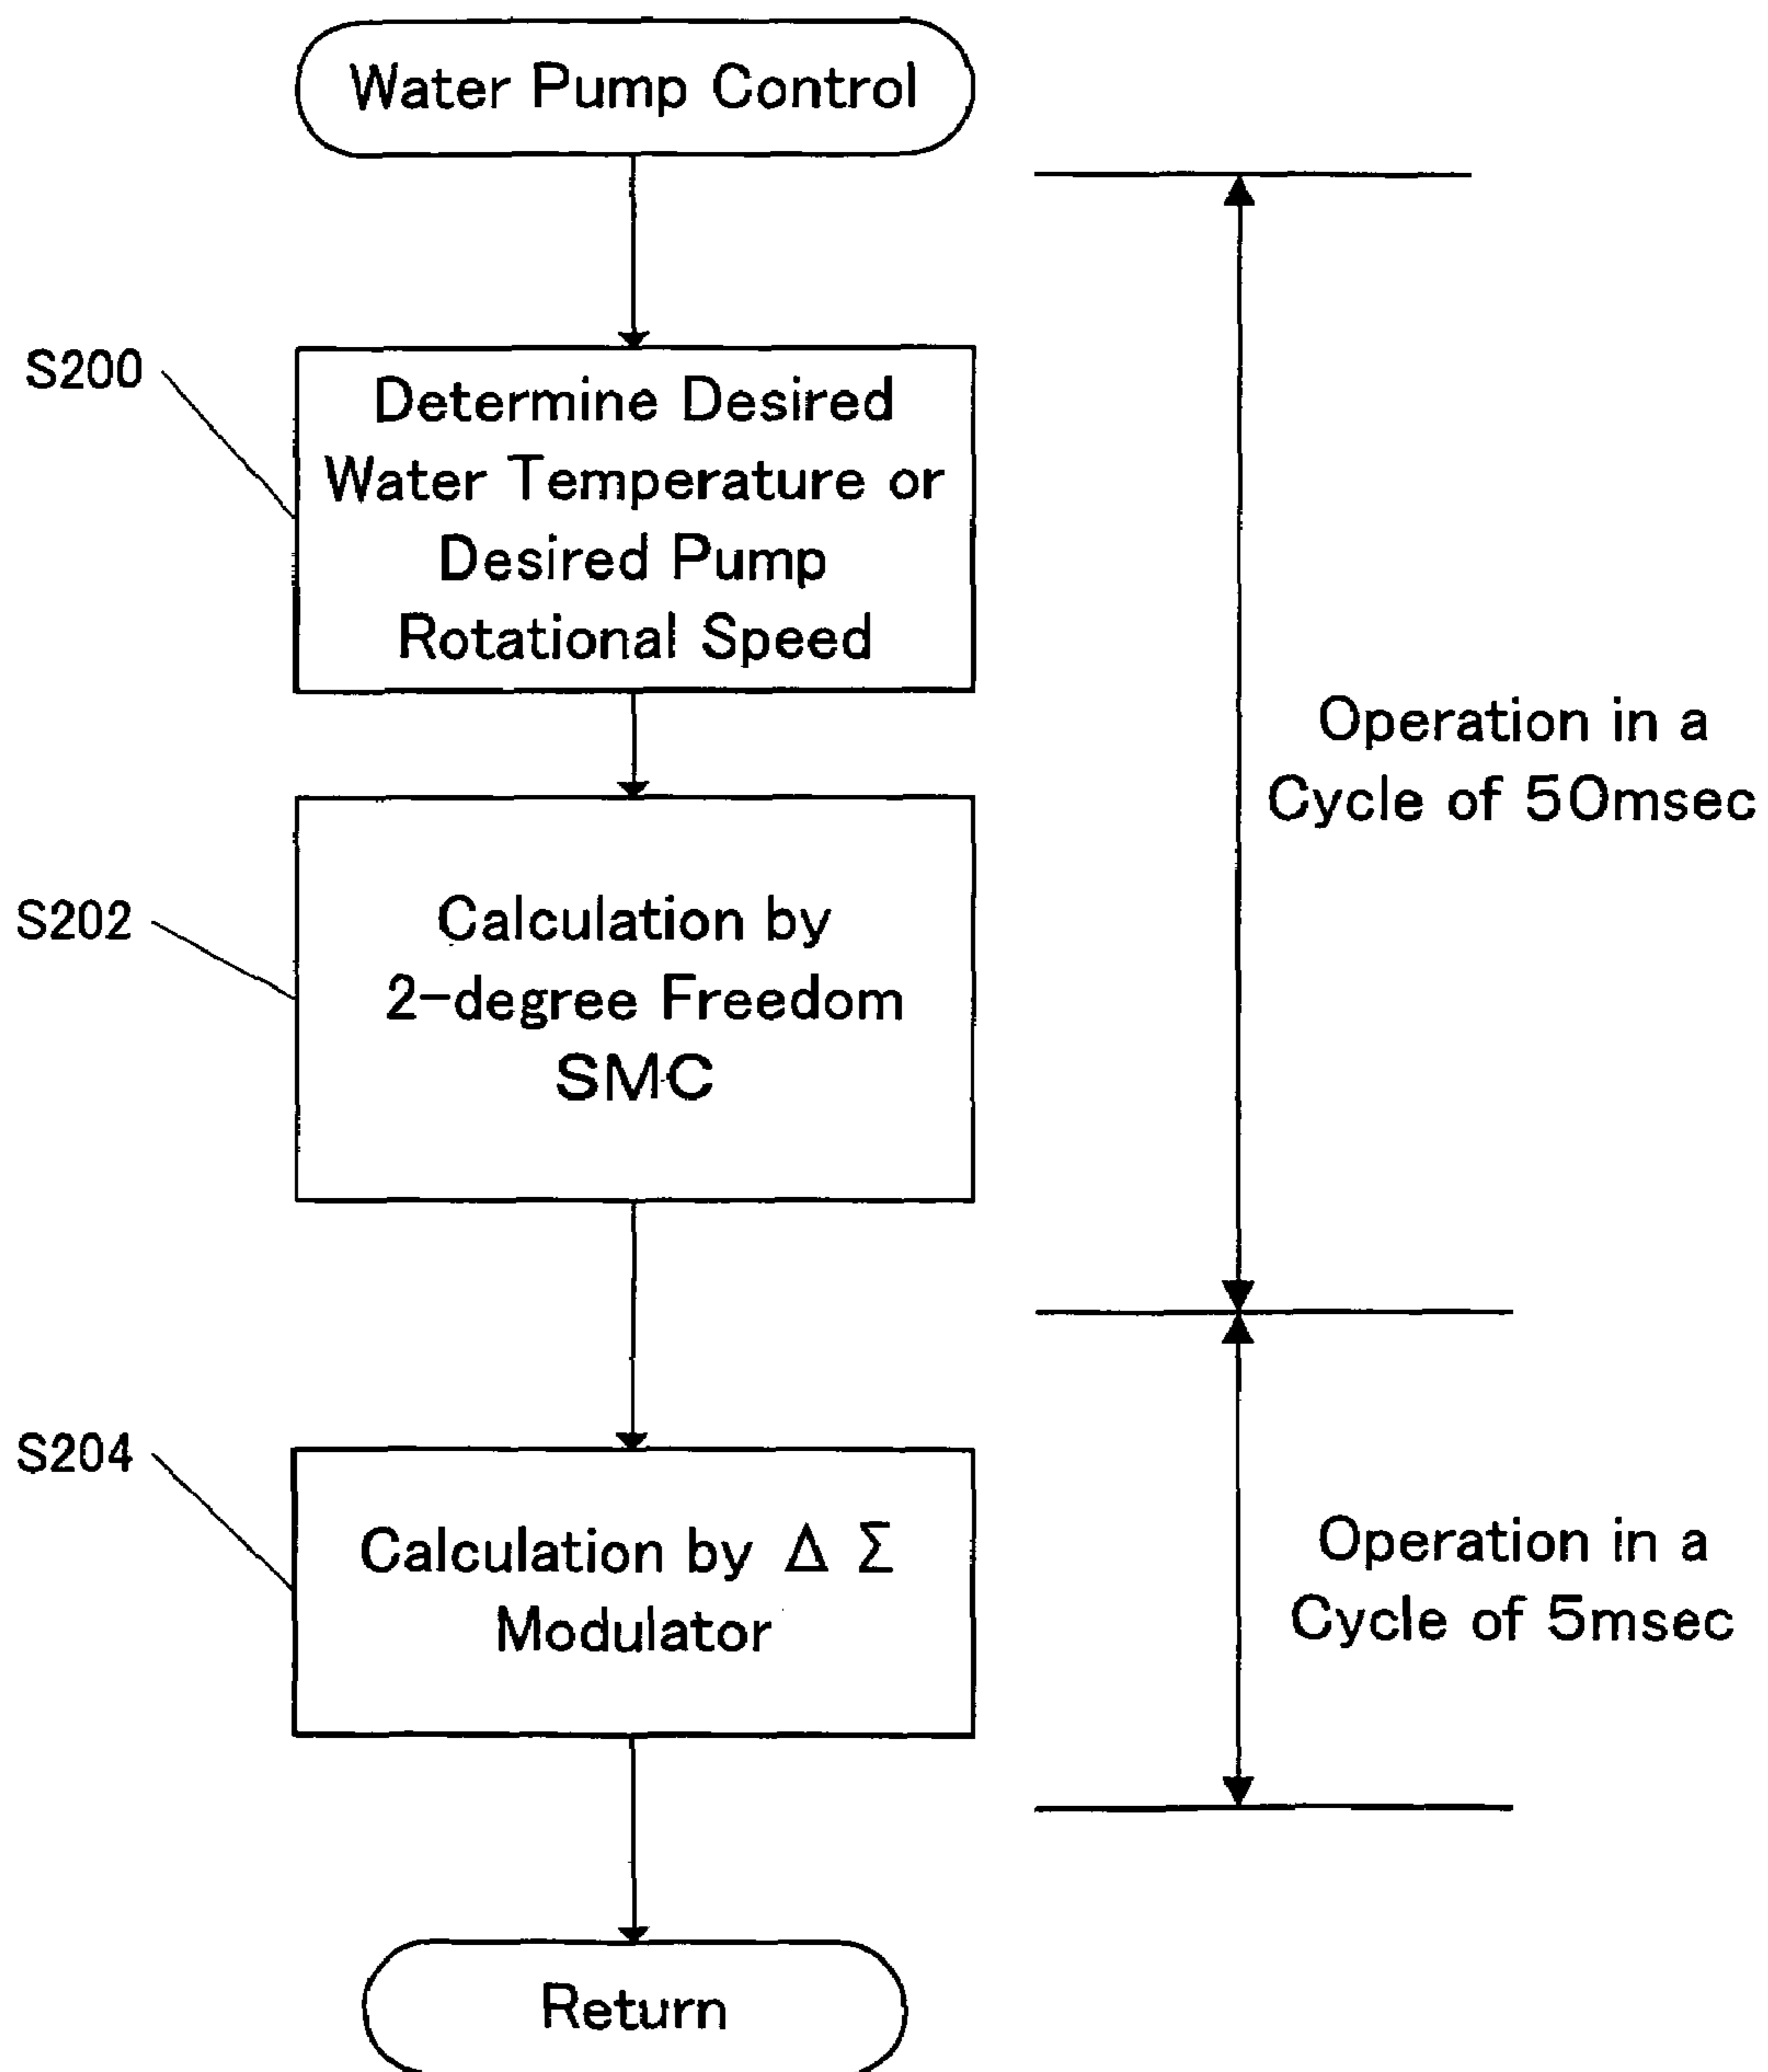 Water Pump Control
S200
Determine Desired
Water Temperature or
Desired Pump
Rotational Speed
Operation in a
Cycle of 50msec
S202
Calculation by
2-degree Freedom
SMC
S204
Calculation by Δ Σ
Modulator
Operation in a
Cycle of 5msec
Return